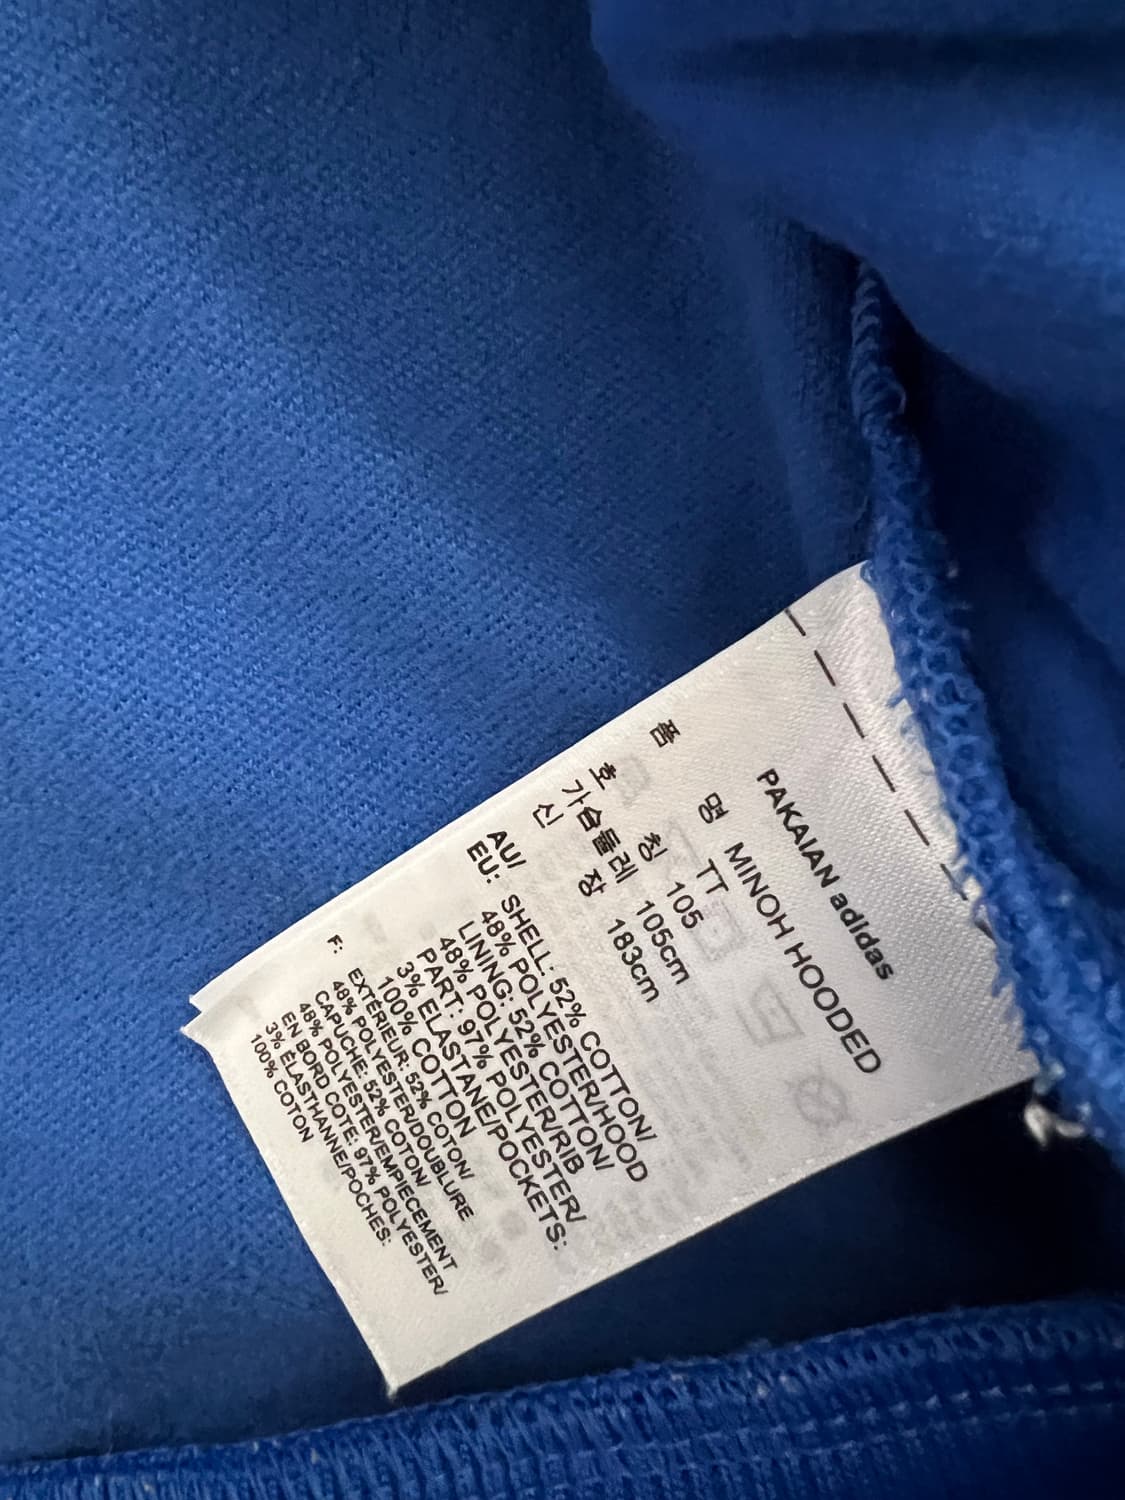 PAKAIAN adidas
품 명 MINOH HOODED
TT
호 칭 105
가슴둘레 105cm
신 장 183cm
AU/
EU: SHELL: 52% COTTON/
48% POLYESTER/HOOD
LINING: 52% COTTON/
48% POLYESTER/RIB
PART: 97% POLYESTER/
3% ELASTANE/POCKETS:
100% COTTON
F: EXTÉRIEUR: 52% COTON/
48% POLYESTER/DOUBLURE
CAPUCHE: 52% COTON/
48% POLYESTER/EMPIECEMENT
EN BORD COTE: 97% POLYESTER/
3% ÉLASTHANNE/POCHES:
100% COTON